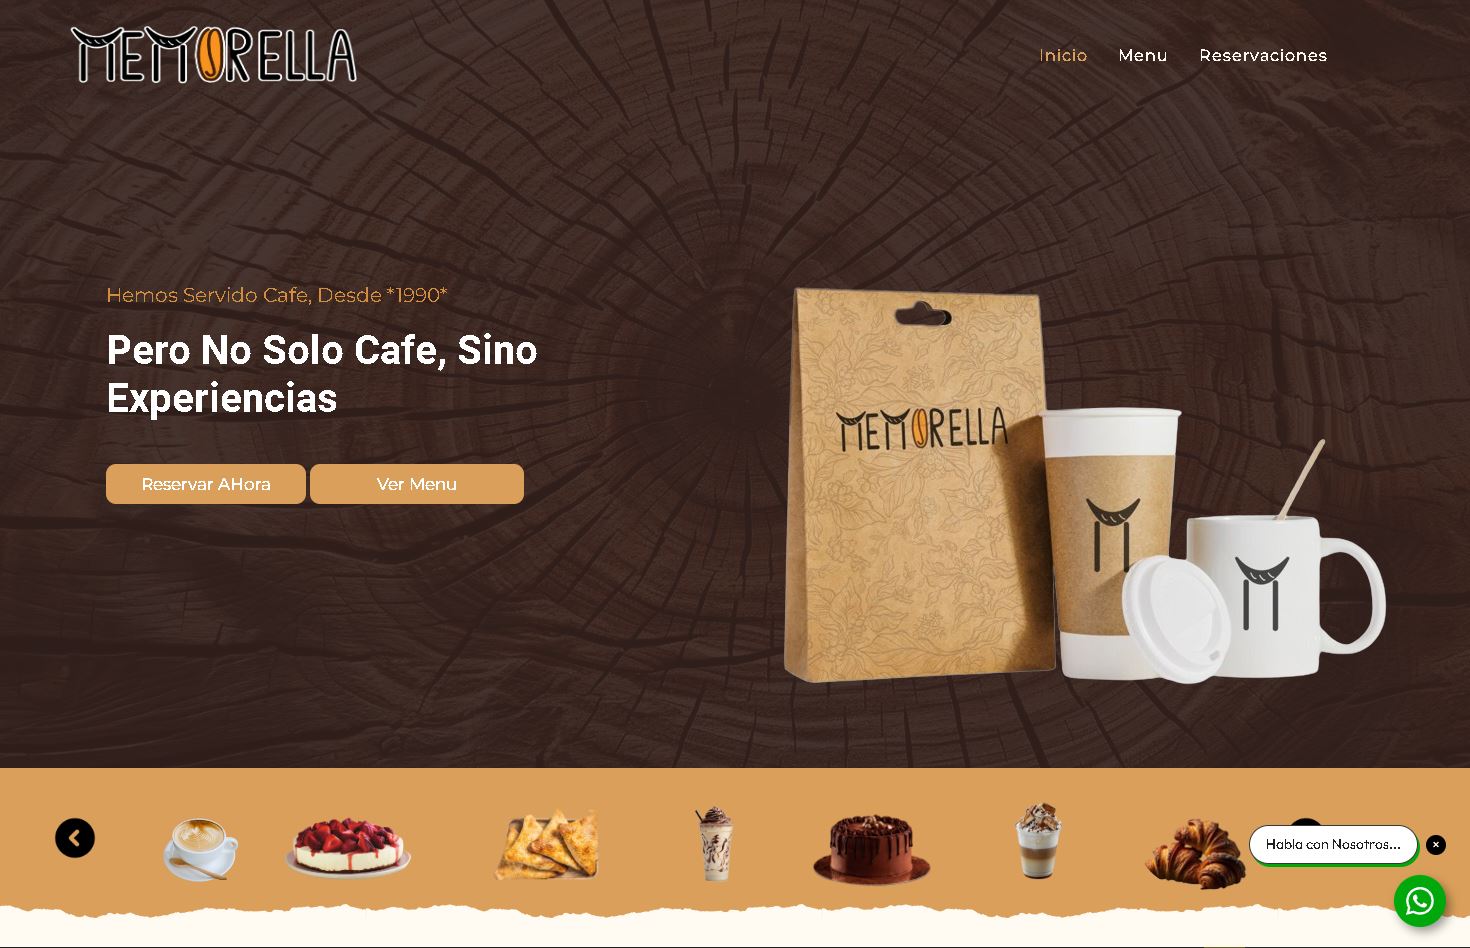 MEMORELLA
Inicio Menu Reservaciones
Hemos Servido Cafe, Desde *1990*
Pero No Solo Cafe, Sino
Experiencias
Reservar AHora Ver Menu
MEMORELLA
Habla con Nosotros...